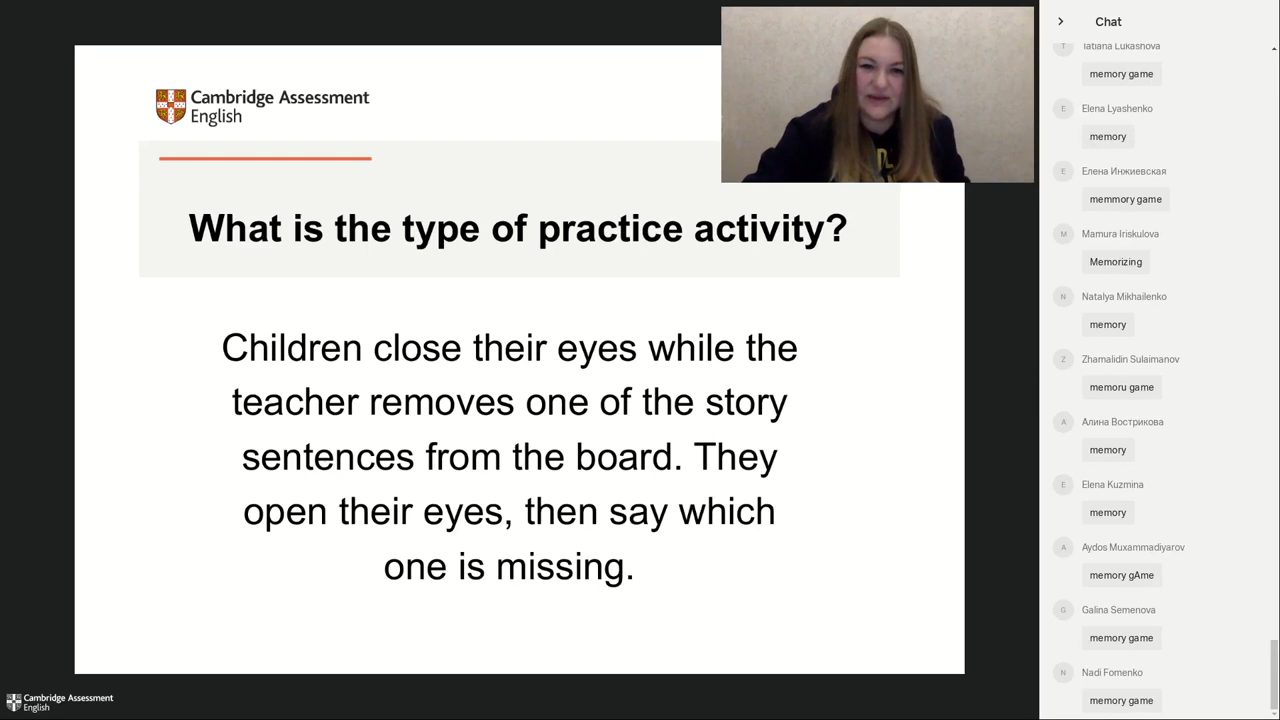 Cambridge Assessment
English
What is the type of practice activity?
Children close their eyes while the
teacher removes one of the story
sentences from the board. They
open their eyes, then say which
one is missing.
Cambridge Assessment
English
Chat
T
Tatiana Lukashova
memory game
E
Elena Lyashenko
memory
E
Елена Инжиевская
memmory game
M
Mamura Iriskulova
Memorizing
N
Natalya Mikhailenko
memory
Z
Zhamalidin Sulaimanov
memoru game
A
Алина Вострикова
memory
E
Elena Kuzmina
memory
A
Aydos Muxammadiyarov
memory gAme
G
Galina Semenova
memory game
N
Nadi Fomenko
memory game